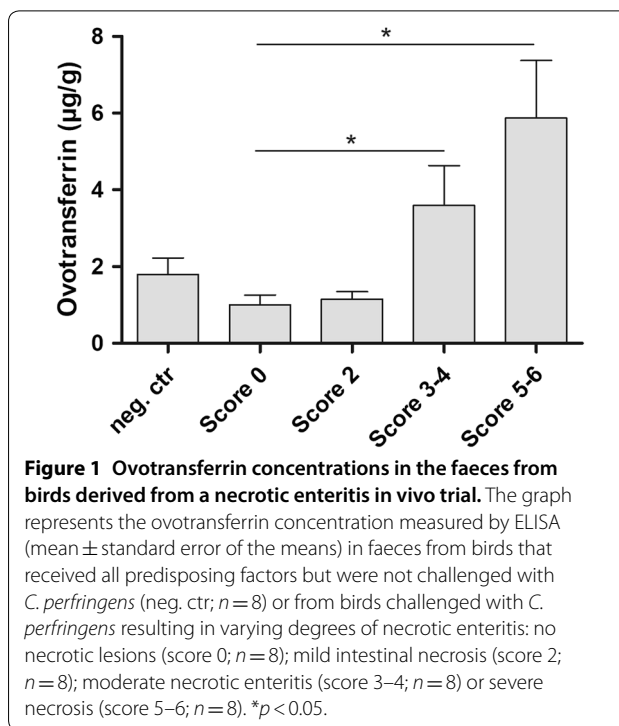 8
6
4
2
0
Ovotransferrin (µg/g)
*
*
neg. ctr
Score 0
Score 2
Score 3-4
Score 5-6
Figure 1 Ovotransferrin concentrations in the faeces from
birds derived from a necrotic enteritis in vivo trial. The graph
represents the ovotransferrin concentration measured by ELISA
(mean ± standard error of the means) in faeces from birds that
received all predisposing factors but were not challenged with
C. perfringens (neg. ctr; n = 8) or from birds challenged with C.
perfringens resulting in varying degrees of necrotic enteritis: no
necrotic lesions (score 0; n = 8); mild intestinal necrosis (score 2;
n = 8); moderate necrotic enteritis (score 3–4; n = 8) or severe
necrosis (score 5–6; n = 8). *p < 0.05.